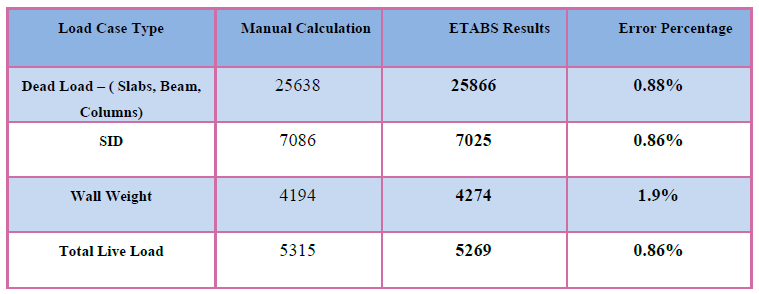 Load Case Type Manual Calculation ETABS Results Error Percentage
Dead Load – ( Slabs, Beam, 25638 25866 0.88%
Columns)
SID 7086 7025 0.86%
Wall Weight 4194 4274 1.9%
Total Live Load 5315 5269 0.86%